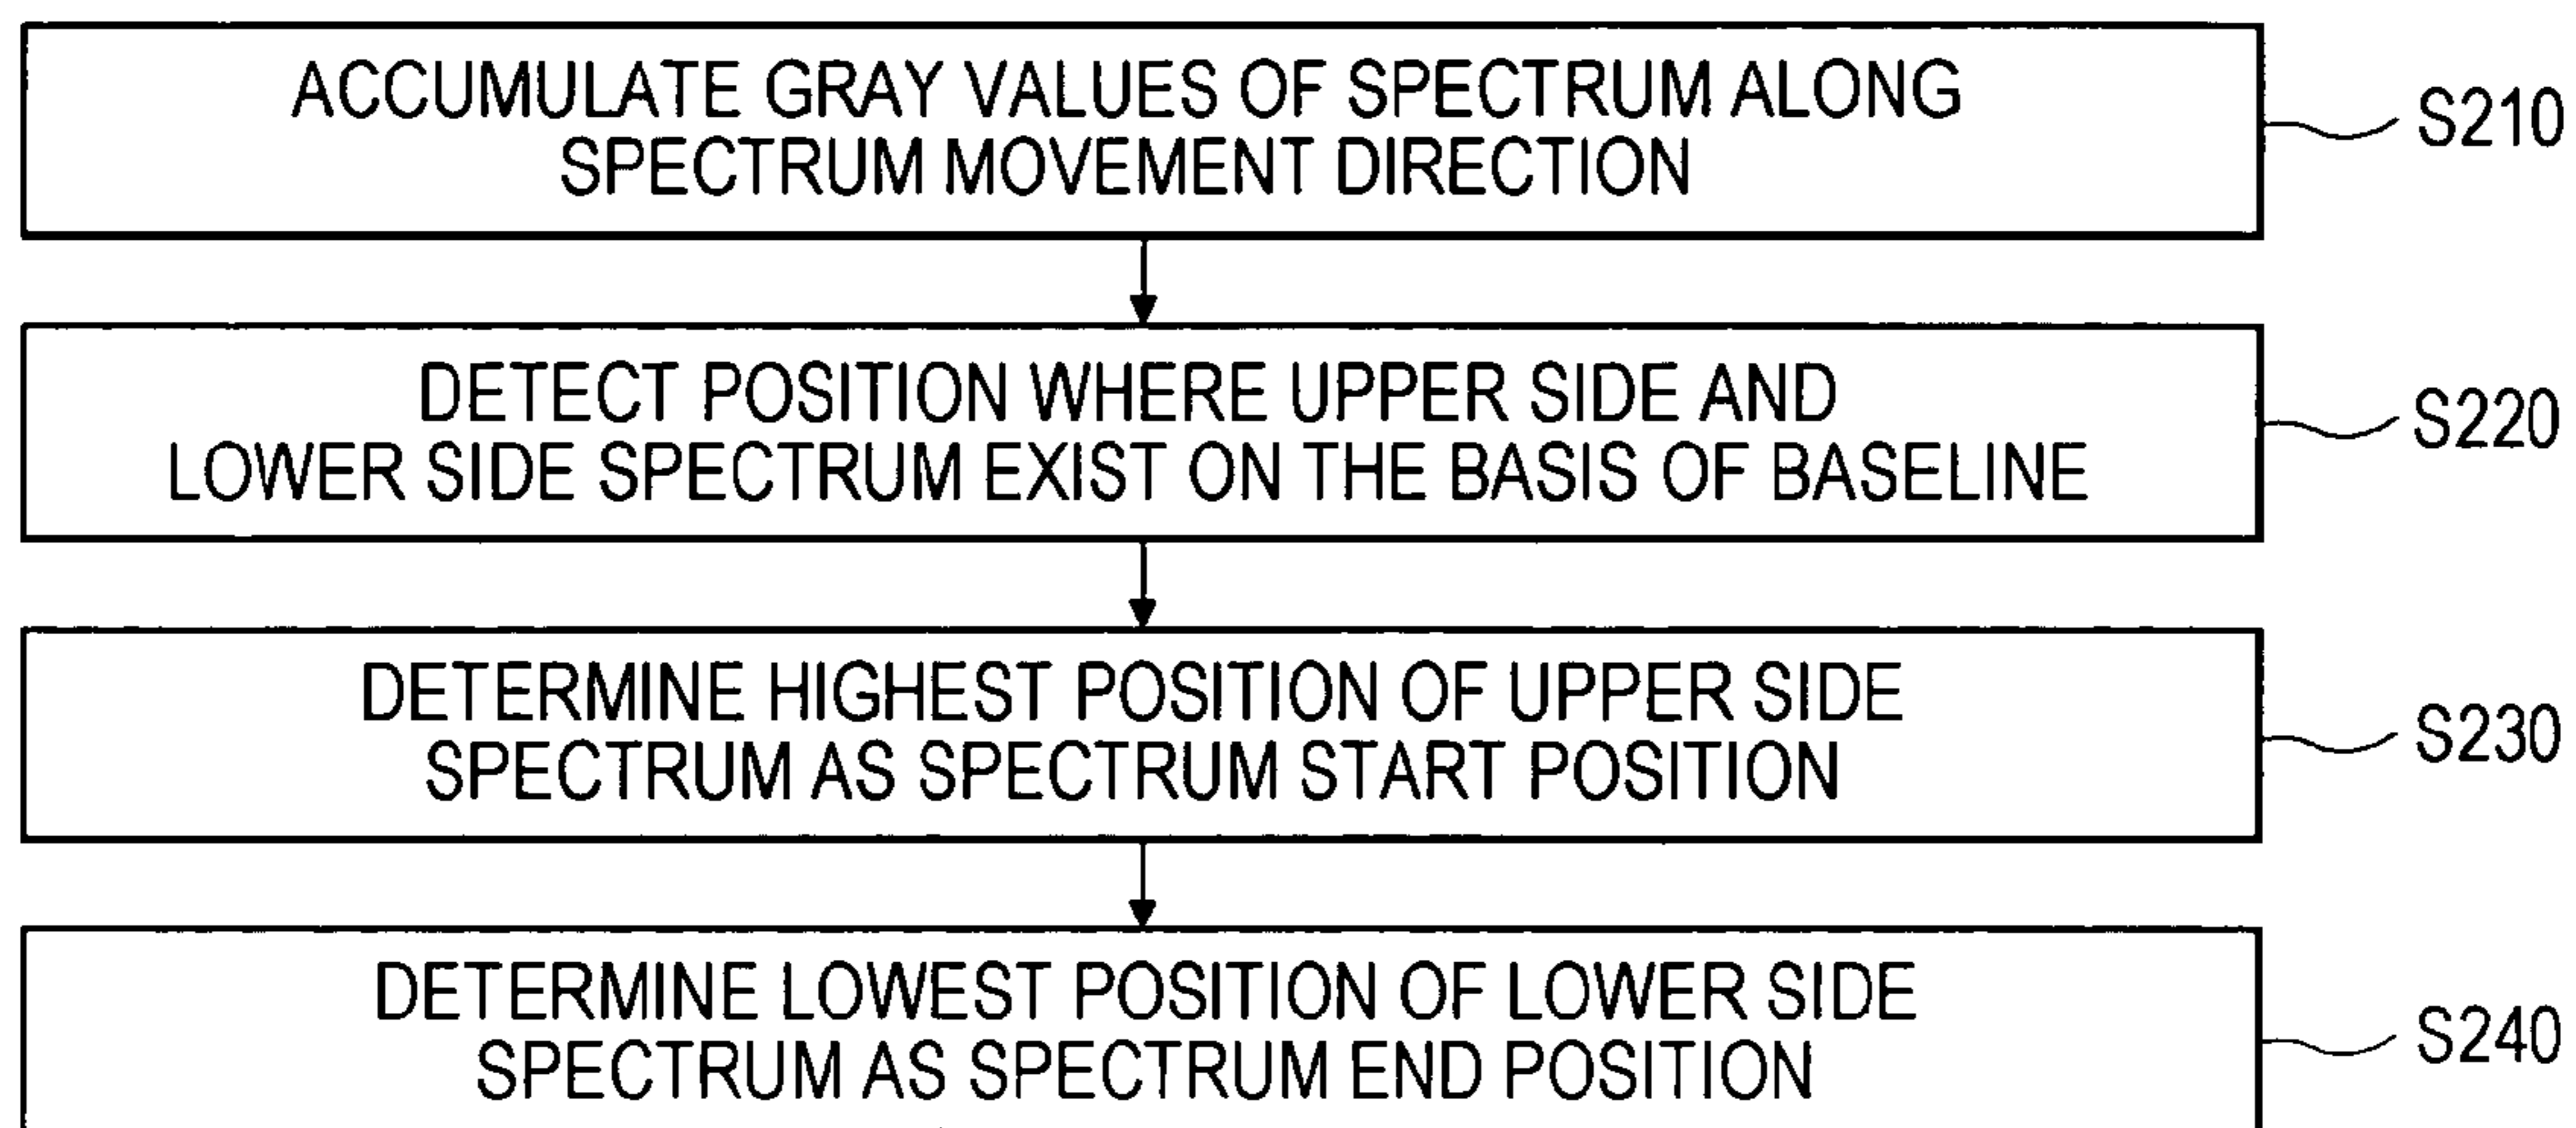 ACCUMULATE GRAY VALUES OF SPECTRUM ALONG
SPECTRUM MOVEMENT DIRECTION
S210
DETECT POSITION WHERE UPPER SIDE AND
LOWER SIDE SPECTRUM EXIST ON THE BASIS OF BASELINE
S220
DETERMINE HIGHEST POSITION OF UPPER SIDE
SPECTRUM AS SPECTRUM START POSITION
S230
DETERMINE LOWEST POSITION OF LOWER SIDE
SPECTRUM AS SPECTRUM END POSITION
S240